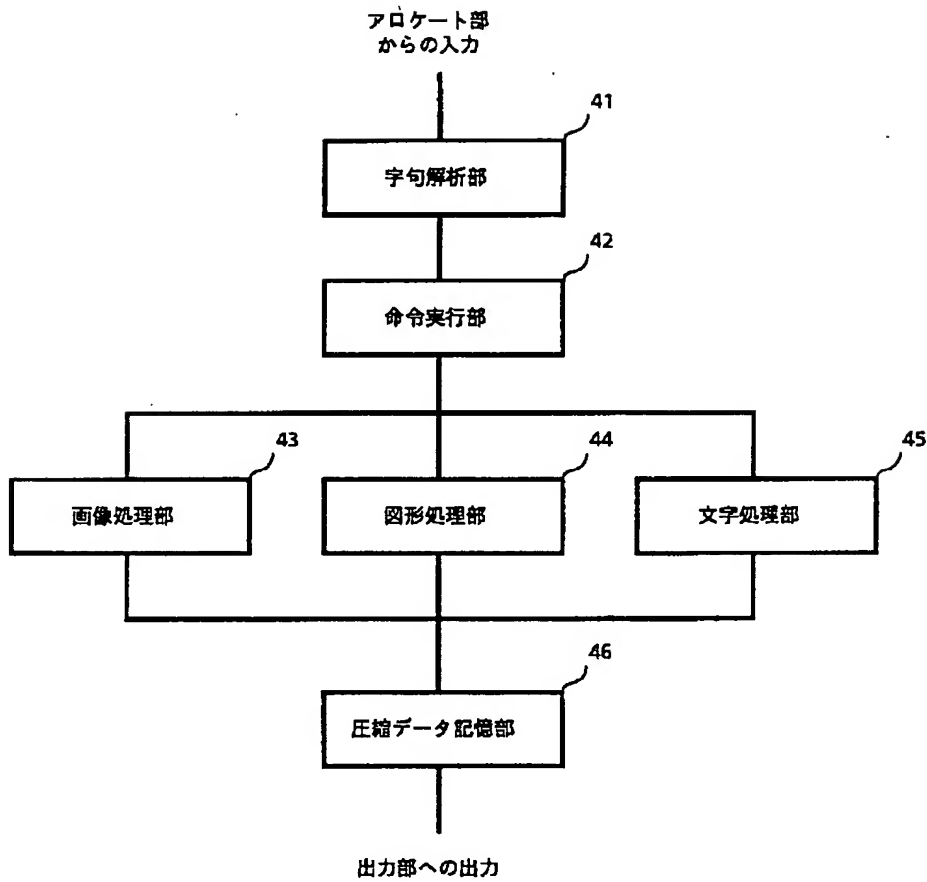 アロケート部
からの入力
41
字句解析部
42
命令実行部
43
44
45
画像処理部
図形処理部
文字処理部
46
圧縮データ記憶部
出力部への出力